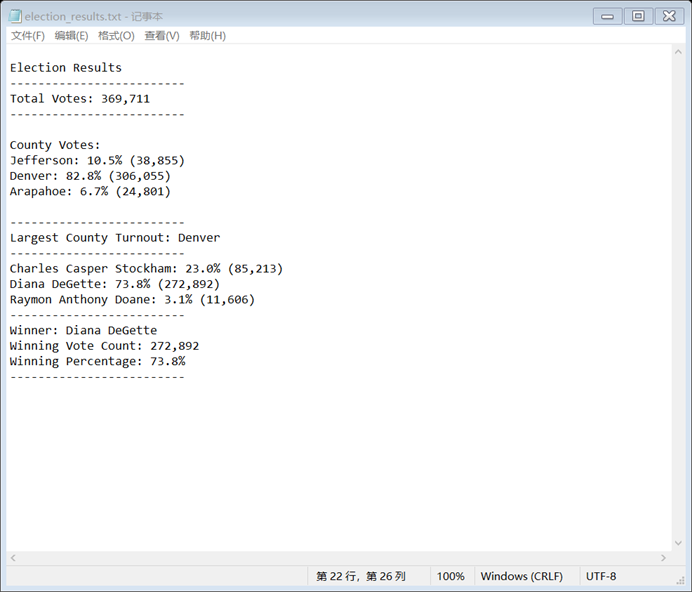 election_results.txt - 记事本
文件(F) 编辑(E) 格式(O) 查看(V) 帮助(H)
Election Results
-------------------------
Total Votes: 369,711
-------------------------
County Votes:
Jefferson: 10.5% (38,855)
Denver: 82.8% (306,055)
Arapahoe: 6.7% (24,801)
-------------------------
Largest County Turnout: Denver
-------------------------
Charles Casper Stockham: 23.0% (85,213)
Diana DeGette: 73.8% (272,892)
Raymon Anthony Doane: 3.1% (11,606)
-------------------------
Winner: Diana DeGette
Winning Vote Count: 272,892
Winning Percentage: 73.8%
-------------------------
第 22 行，第 26 列 100% Windows (CRLF) UTF-8